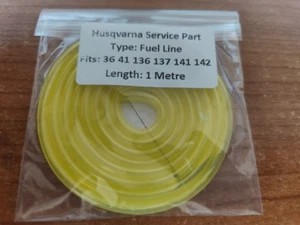 Husqvarna Service Part
Type: Fuel Line
Fits: 36 41 136 137 141 142
Length: 1 Metre